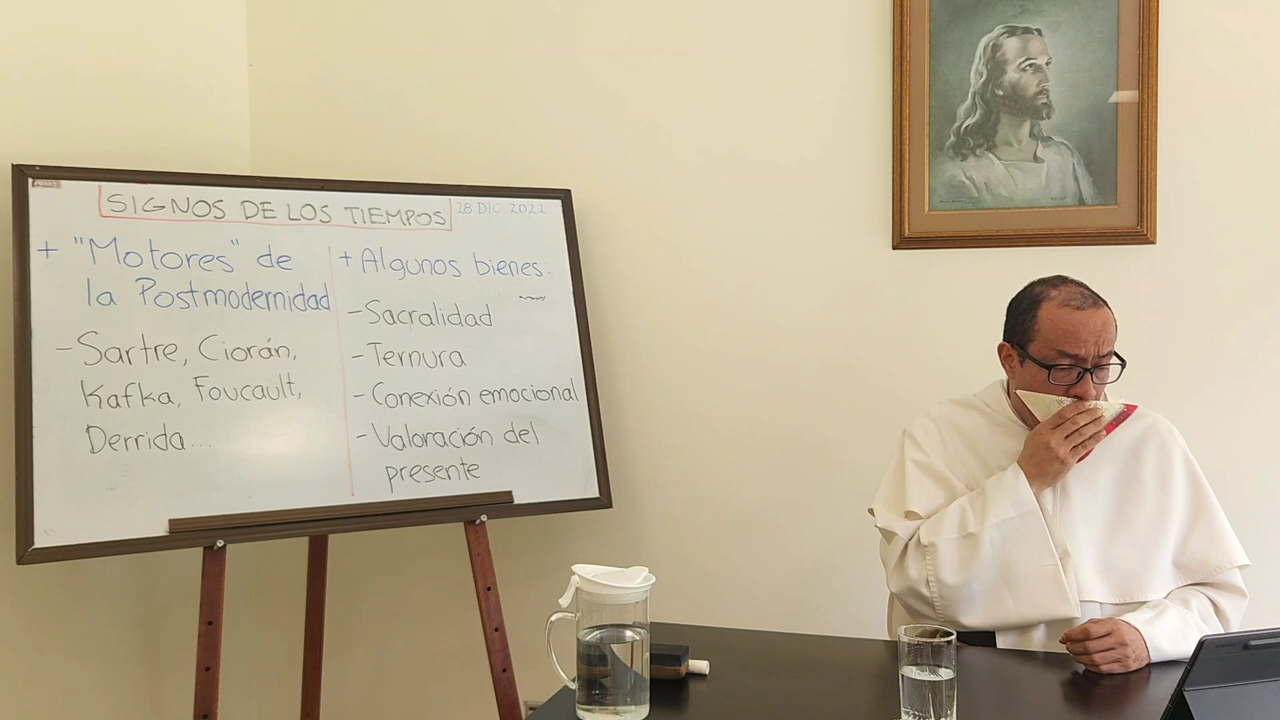 SIGNOS DE LOS TIEMPOS
28 DIC. 2022
+ "Motores" de
la Postmodernidad
- Sartre, Ciorán,
Kafka, Foucault,
Derrida...
+ Algunos bienes:
- Sacralidad
- Ternura
- Conexión emocional
- Valoración del
presente